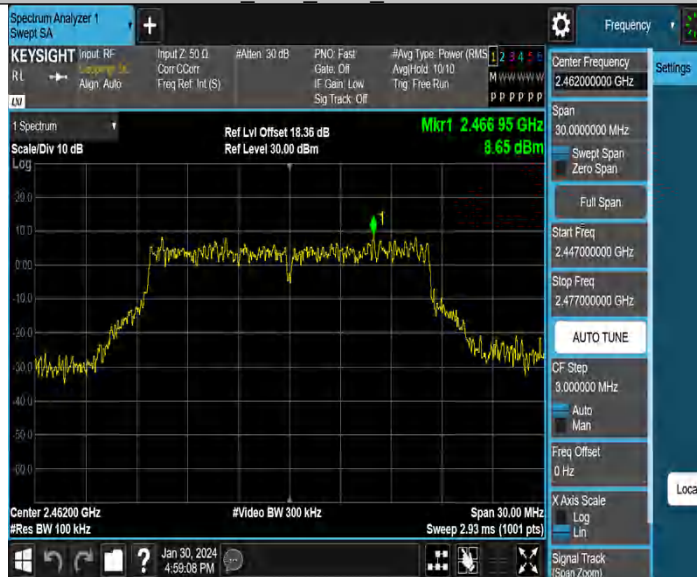 Spectrum Analyzer 1
Swept SA
Frequency
KEYSIGHT
RL
Input: RF
Align: Auto
Input Z: 50 Ω
Corr CCorr
Freq Ref: Int (S)
#Atten: 30 dB
PNO: Fast
Gate: Off
IF Gain: Low
Sig Track: Off
#Avg Type: Power (RMS
Avg|Hold: 10/10
Trig: Free Run
1 2 3 4 5 6
M W W W W W
P P P P P P
LXI
1 Spectrum
Scale/Div 10 dB
Log
Ref Lvl Offset 18.36 dB
Ref Level 30.00 dBm
Mkr1 2.466 95 GHz
8.65 dBm
20.0
10.0
0.00
-10.0
-20.0
-30.0
-40.0
-50.0
-60.0
1
Center 2.46200 GHz
#Res BW 100 kHz
#Video BW 300 kHz
Span 30.00 MHz
Sweep 2.93 ms (1001 pts)
?
Jan 30, 2024
4:59:08 PM
Center Frequency
2.462000000 GHz
Settings
Span
30.0000000 MHz
Swept Span
Zero Span
Full Span
Start Freq
2.447000000 GHz
Stop Freq
2.477000000 GHz
AUTO TUNE
CF Step
3.000000 MHz
Auto
Man
Freq Offset
0 Hz
X Axis Scale
Log
Lin
Loca
Signal Track
(Span Zoom)